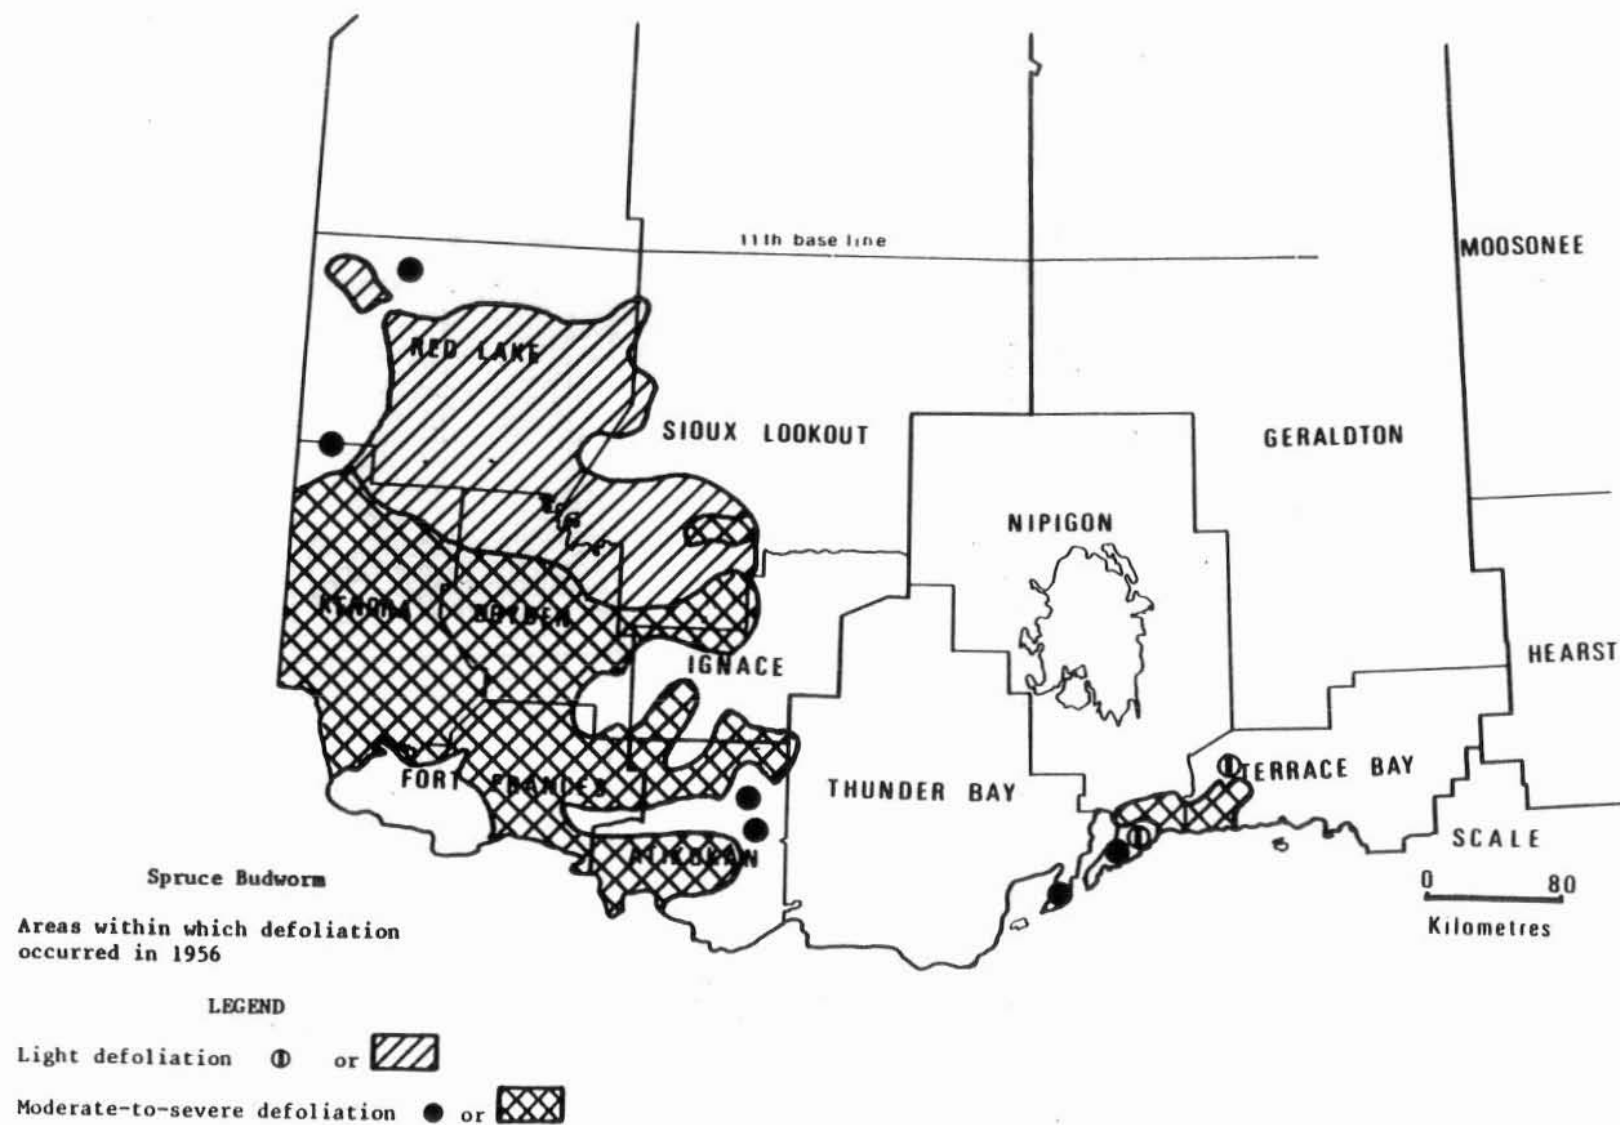 11th base line
MOOSONEE
RED LAKE
SIOUX LOOKOUT
GERALDTON
NIPIGON
KENORA
DRYDEN
IGNACE
HEARST
FORT FRANCES
THUNDER BAY
TERRACE BAY
ATIKOKAN
SCALE
0 80
Kilometres
Spruce Budworm
Areas within which defoliation
occurred in 1956
LEGEND
Light defoliation or
Moderate-to-severe defoliation or